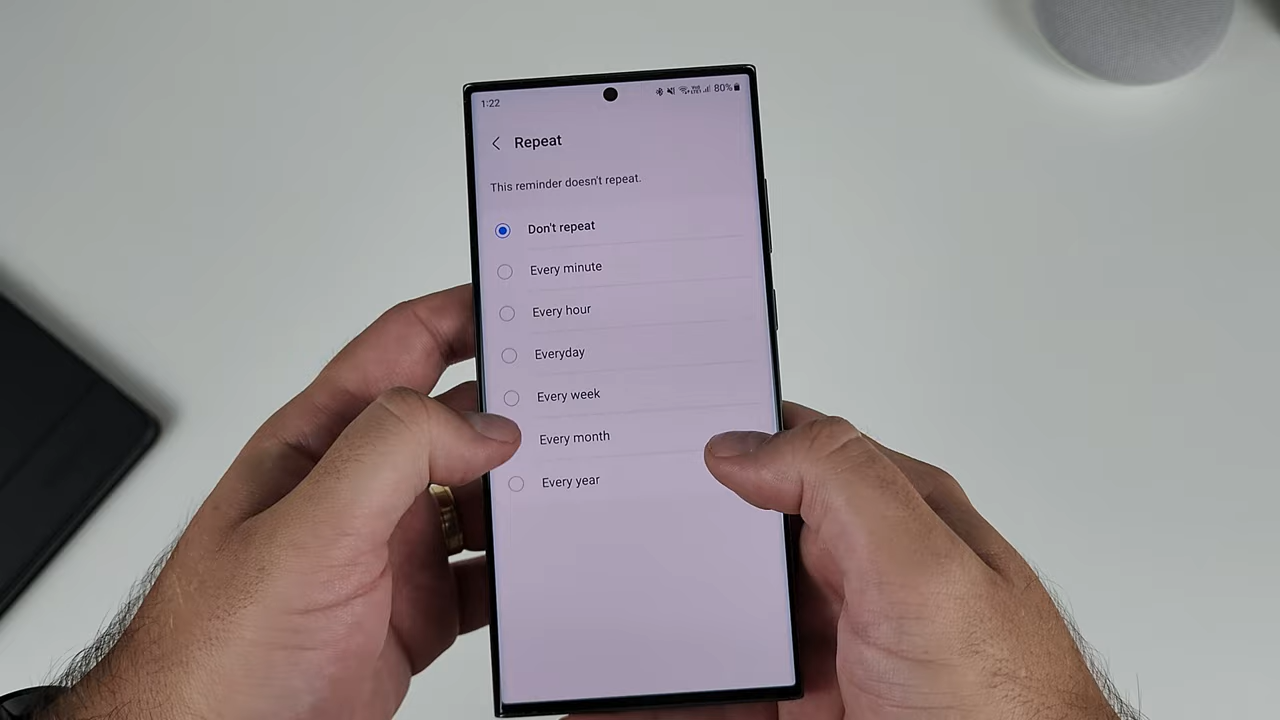 1:22
80%
Repeat
This reminder doesn't repeat.
Don't repeat
Every minute
Every hour
Everyday
Every week
Every month
Every year